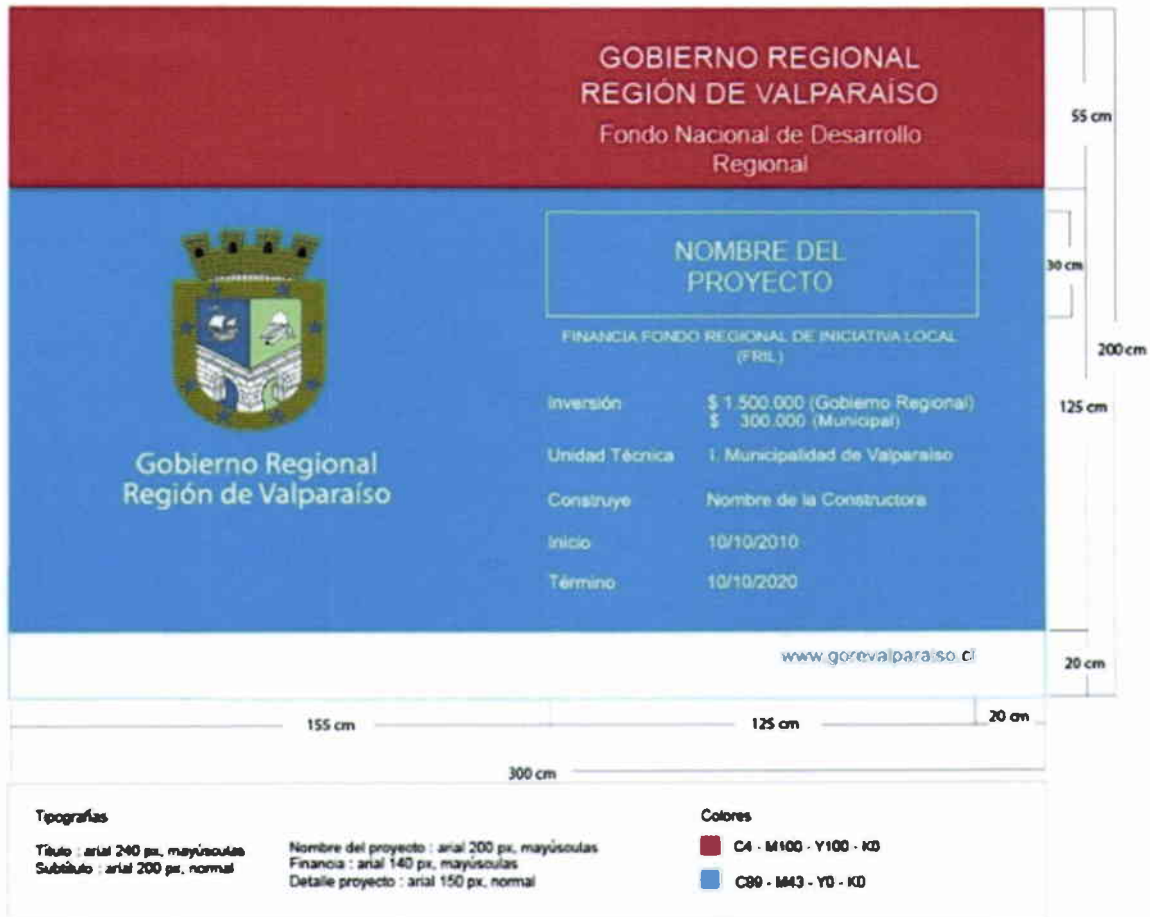 GOBIERNO REGIONAL
REGIÓN DE VALPARAÍSO
Fondo Nacional de Desarrollo
Regional
55 cm
NOMBRE DEL
PROYECTO
30 cm
FINANCIA FONDO REGIONAL DE INICIATIVA LOCAL
(FRIL)
200 cm
Inversión $ 1.500.000 (Gobierno Regional)
$ 300.000 (Municipal)
125 cm
Unidad Técnica I. Municipalidad de Valparaíso
Gobierno Regional
Región de Valparaíso
Construye Nombre de la Constructora
Inicio 10/10/2010
Término 10/10/2020
www.gorevalparaiso.cl
20 cm
155 cm 125 cm 20 cm
300 cm
Tipografías
Título : arial 240 px, mayúsculas
Subtítulo : arial 200 px, normal
Nombre del proyecto : arial 200 px, mayúsculas
Financia : arial 140 px, mayúsculas
Detalle proyecto : arial 150 px, normal
Colores
C4 - M100 - Y100 - K0
C89 - M43 - Y0 - K0